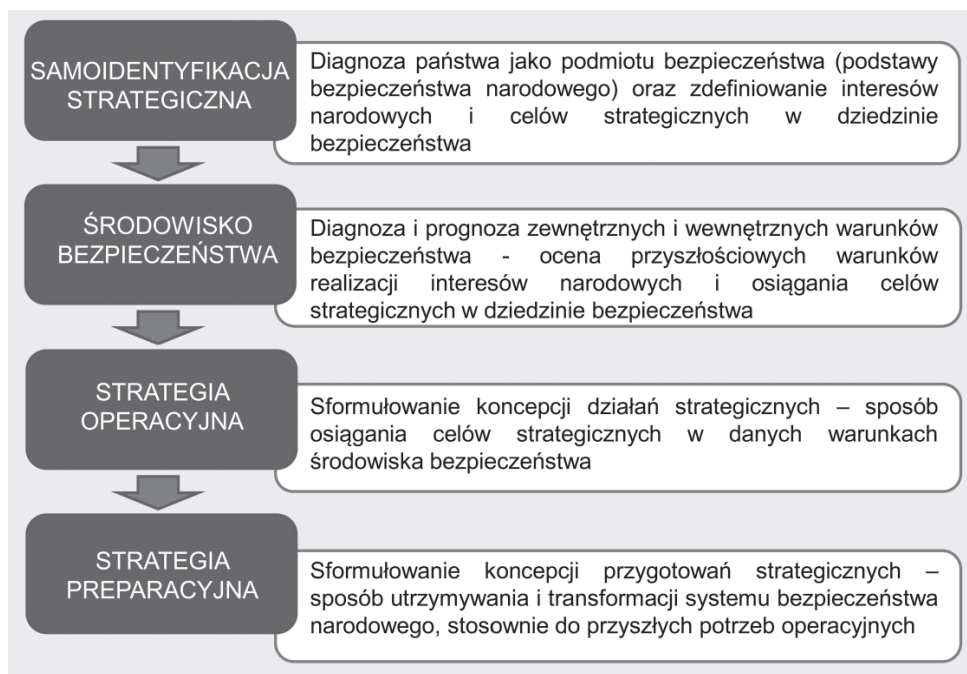 SAMOIDENTYFIKACJA
STRATEGICZNA
Diagnoza państwa jako podmiotu bezpieczeństwa (podstawy
bezpieczeństwa narodowego) oraz zdefiniowanie interesów
narodowych i celów strategicznych w dziedzinie
bezpieczeństwa
ŚRODOWISKO
BEZPIECZEŃSTWA
Diagnoza i prognoza zewnętrznych i wewnętrznych warunków
bezpieczeństwa - ocena przyszłościowych warunków
realizacji interesów narodowych i osiągania celów
strategicznych w dziedzinie bezpieczeństwa
STRATEGIA
OPERACYJNA
Sformułowanie koncepcji działań strategicznych – sposób
osiągania celów strategicznych w danych warunkach
środowiska bezpieczeństwa
STRATEGIA
PREPARACYJNA
Sformułowanie koncepcji przygotowań strategicznych –
sposób utrzymywania i transformacji systemu bezpieczeństwa
narodowego, stosownie do przyszłych potrzeb operacyjnych